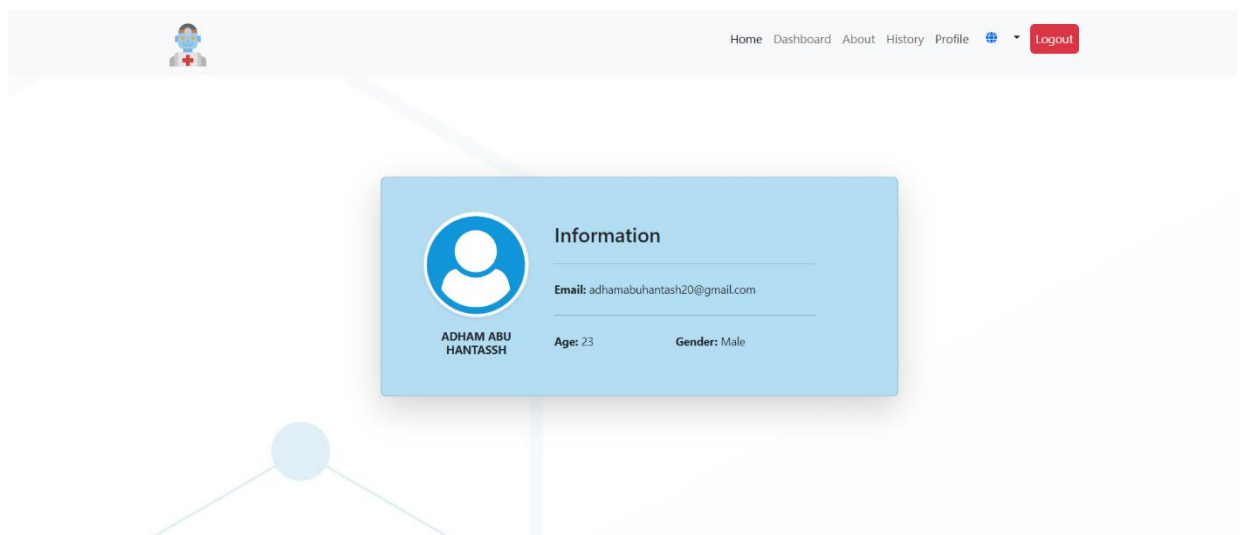 Home Dashboard About History Profile Logout
Information
Email: adhamabuhantash20@gmail.com
ADHAM ABU
HANTASSH
Age: 23 Gender: Male